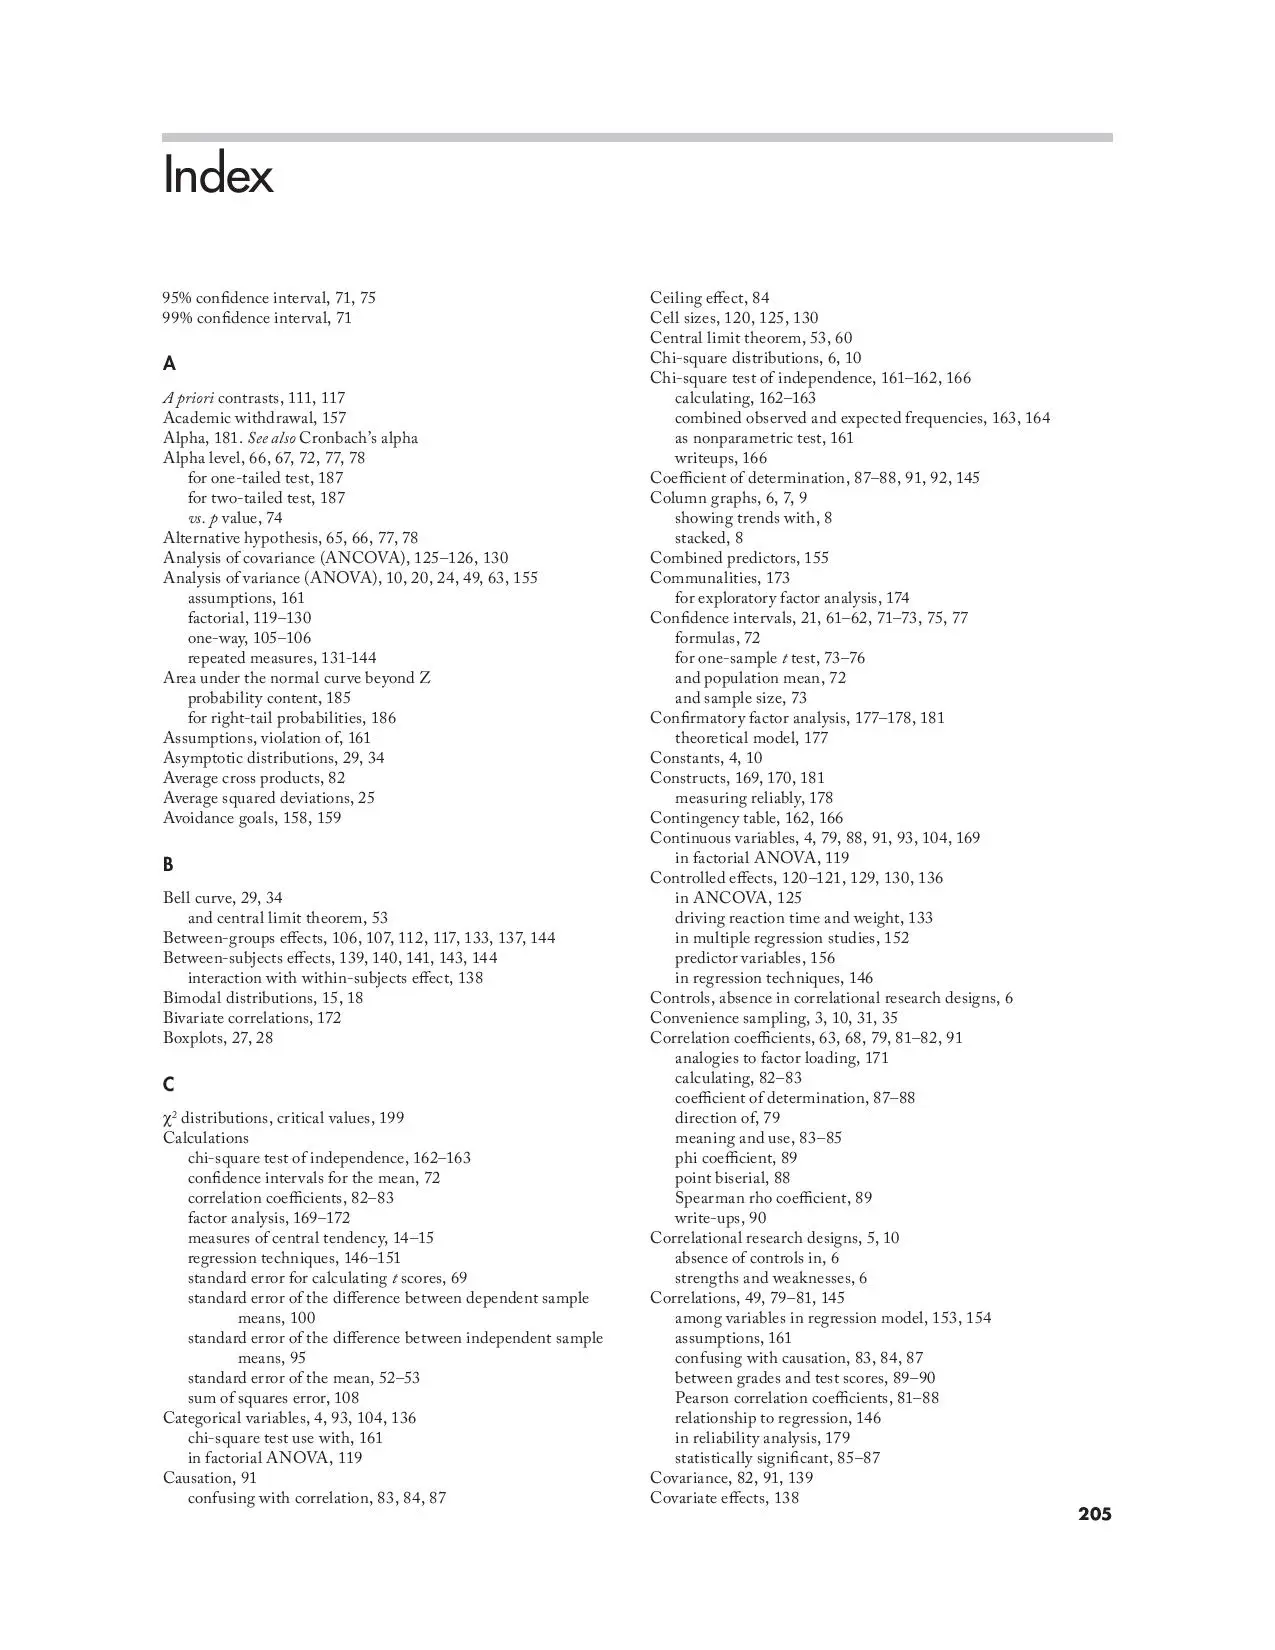 Index
95% confidence interval, 71, 75
99% confidence interval, 71
A
A priori contrasts, 111, 117
Academic withdrawal, 157
Alpha, 181. See also Cronbach's alpha
Alpha level, 66, 67, 72, 77, 78
for one-tailed test, 187
for two-tailed test, 187
vs. p value, 74
Alternative hypothesis, 65, 66, 77, 78
Analysis of covariance (ANCOVA), 125–126, 130
Analysis of variance (ANOVA), 10, 20, 24, 49, 63, 155
assumptions, 161
factorial, 119–130
one-way, 105–106
repeated measures, 131-144
Area under the normal curve beyond Z
probability content, 185
for right-tail probabilities, 186
Assumptions, violation of, 161
Asymptotic distributions, 29, 34
Average cross products, 82
Average squared deviations, 25
Avoidance goals, 158, 159
B
Bell curve, 29, 34
and central limit theorem, 53
Between-groups effects, 106, 107, 112, 117, 133, 137, 144
Between-subjects effects, 139, 140, 141, 143, 144
interaction with within-subjects effect, 138
Bimodal distributions, 15, 18
Bivariate correlations, 172
Boxplots, 27, 28
C
χ² distributions, critical values, 199
Calculations
chi-square test of independence, 162–163
confidence intervals for the mean, 72
correlation coefficients, 82–83
factor analysis, 169–172
measures of central tendency, 14–15
regression techniques, 146–151
standard error for calculating t scores, 69
standard error of the difference between dependent sample
means, 100
standard error of the difference between independent sample
means, 95
standard error of the mean, 52–53
sum of squares error, 108
Categorical variables, 4, 93, 104, 136
chi-square test use with, 161
in factorial ANOVA, 119
Causation, 91
confusing with correlation, 83, 84, 87
Ceiling effect, 84
Cell sizes, 120, 125, 130
Central limit theorem, 53, 60
Chi-square distributions, 6, 10
Chi-square test of independence, 161–162, 166
calculating, 162–163
combined observed and expected frequencies, 163, 164
as nonparametric test, 161
writeups, 166
Coefficient of determination, 87–88, 91, 92, 145
Column graphs, 6, 7, 9
showing trends with, 8
stacked, 8
Combined predictors, 155
Communalities, 173
for exploratory factor analysis, 174
Confidence intervals, 21, 61–62, 71–73, 75, 77
formulas, 72
for one-sample t test, 73–76
and population mean, 72
and sample size, 73
Confirmatory factor analysis, 177–178, 181
theoretical model, 177
Constants, 4, 10
Constructs, 169, 170, 181
measuring reliably, 178
Contingency table, 162, 166
Continuous variables, 4, 79, 88, 91, 93, 104, 169
in factorial ANOVA, 119
Controlled effects, 120–121, 129, 130, 136
in ANCOVA, 125
driving reaction time and weight, 133
in multiple regression studies, 152
predictor variables, 156
in regression techniques, 146
Controls, absence in correlational research designs, 6
Convenience sampling, 3, 10, 31, 35
Correlation coefficients, 63, 68, 79, 81–82, 91
analogies to factor loading, 171
calculating, 82–83
coefficient of determination, 87–88
direction of, 79
meaning and use, 83–85
phi coefficient, 89
point biserial, 88
Spearman rho coefficient, 89
write-ups, 90
Correlational research designs, 5, 10
absence of controls in, 6
strengths and weaknesses, 6
Correlations, 49, 79–81, 145
among variables in regression model, 153, 154
assumptions, 161
confusing with causation, 83, 84, 87
between grades and test scores, 89–90
Pearson correlation coefficients, 81–88
relationship to regression, 146
in reliability analysis, 179
statistically significant, 85–87
Covariance, 82, 91, 139
Covariate effects, 138
205